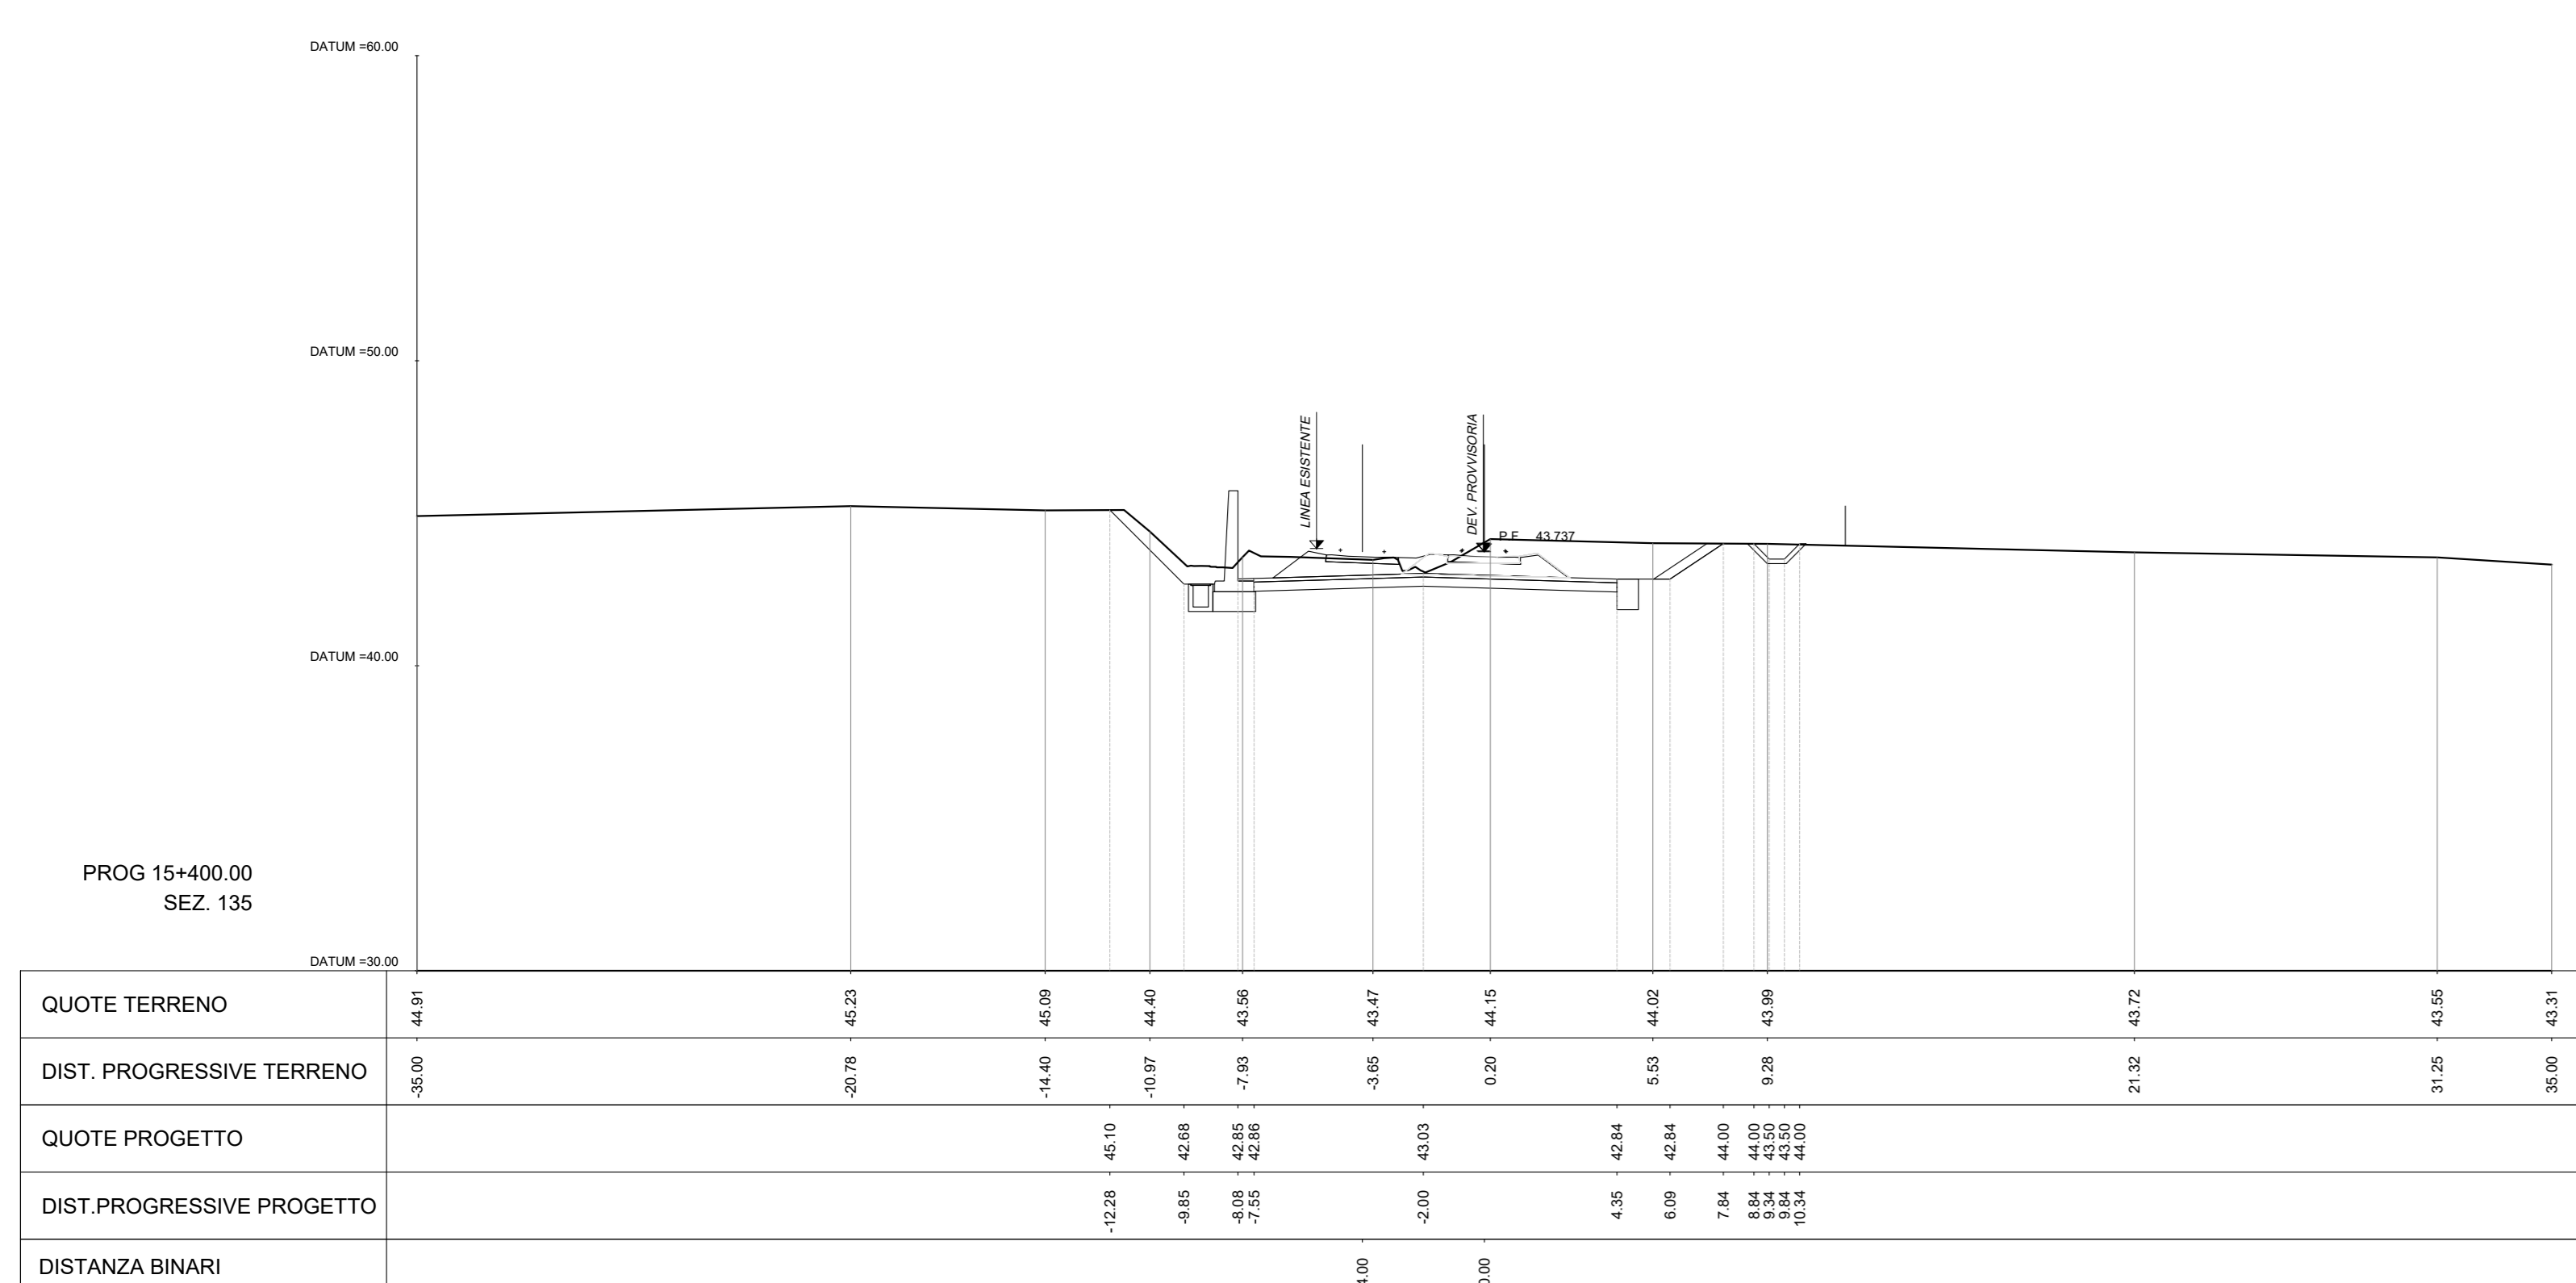 DATUM =60.00
DATUM =50.00
LINEA ESISTENTE
DEV. PROVVISORIA
P.F. 43.737
DATUM =40.00
PROG 15+400.00
SEZ. 135
DATUM =30.00
QUOTE TERRENO 44.91 45.23 45.09 44.40 43.56 43.47 44.15 44.02 43.99 43.72 43.55 43.31
DIST. PROGRESSIVE TERRENO -35.00 -20.78 -14.40 -10.97 -7.93 -3.65 0.20 5.53 9.28 21.32 31.25 35.00
QUOTE PROGETTO 45.10 42.68 42.85 42.86 43.03 42.84 42.84 44.00 44.00 43.50 43.50 44.00
DIST.PROGRESSIVE PROGETTO -12.28 -9.85 -8.08 -7.55 -2.00 4.35 6.09 7.84 8.84 9.34 9.84 10.34
DISTANZA BINARI